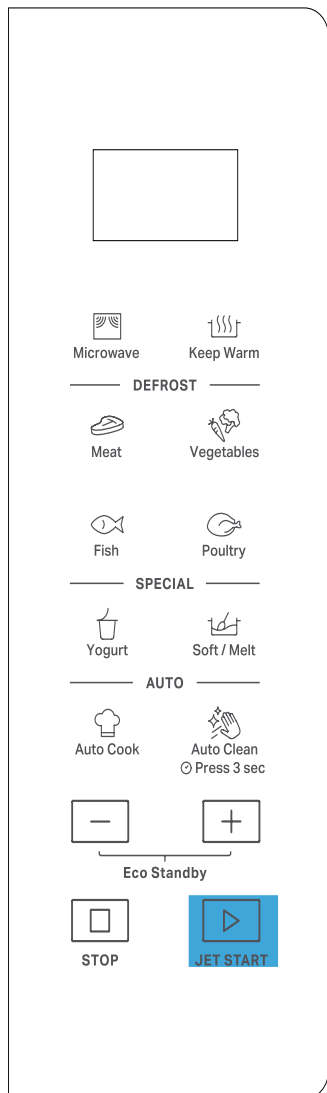 Microwave Keep Warm
DEFROST
Meat Vegetables
Fish Poultry
SPECIAL
Yogurt Soft / Melt
AUTO
Auto Cook Auto Clean
Press 3 sec
Eco Standby
STOP JET START